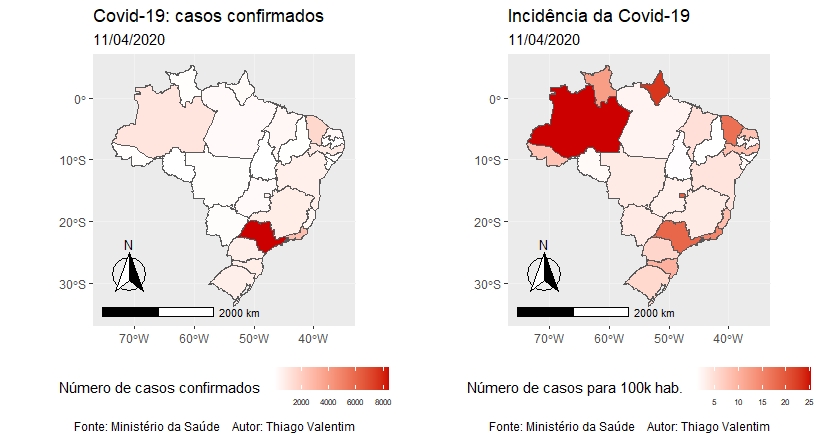 Covid-19: casos confirmados
11/04/2020
0°
10°S
20°S
30°S
N
2000 km
70°W
60°W
50°W
40°W
Número de casos confirmados
2000
4000
6000
8000
Fonte: Ministério da Saúde Autor: Thiago Valentim
Incidência da Covid-19
11/04/2020
0°
10°S
20°S
30°S
N
2000 km
70°W
60°W
50°W
40°W
Número de casos para 100k hab.
5
10
15
20
25
Fonte: Ministério da Saúde Autor: Thiago Valentim